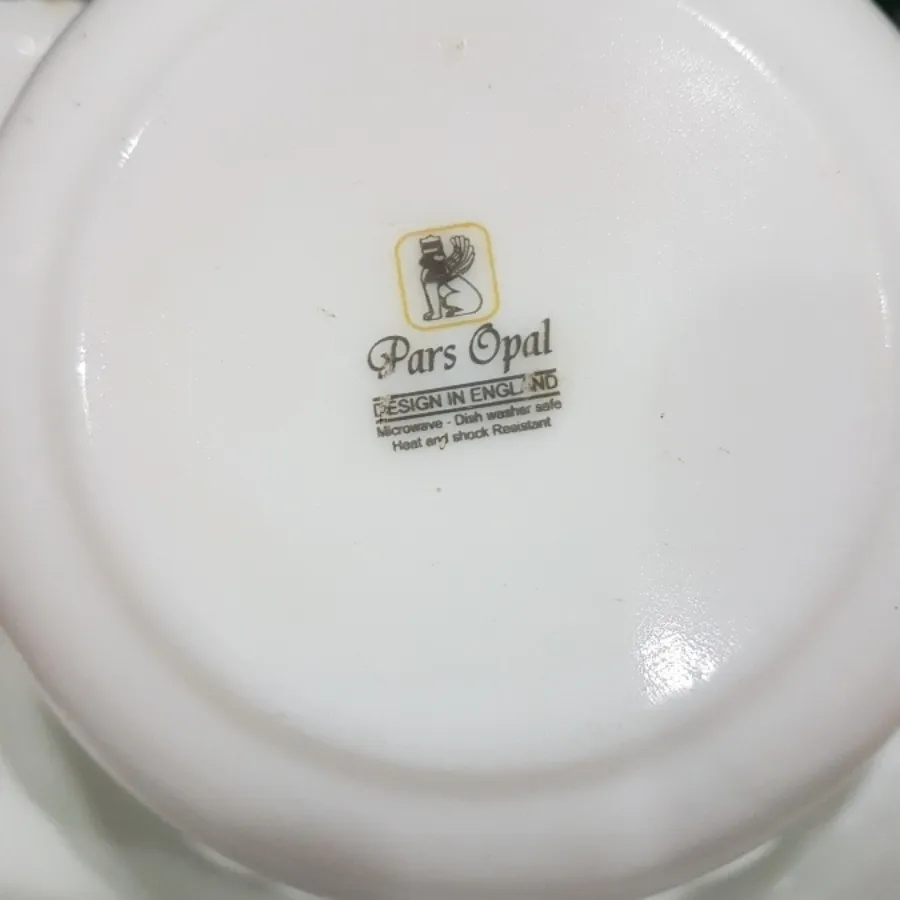 Pars Opal
DESIGN IN ENGLAND
Microwave - Dish washer safe
Heat and shock Resistant